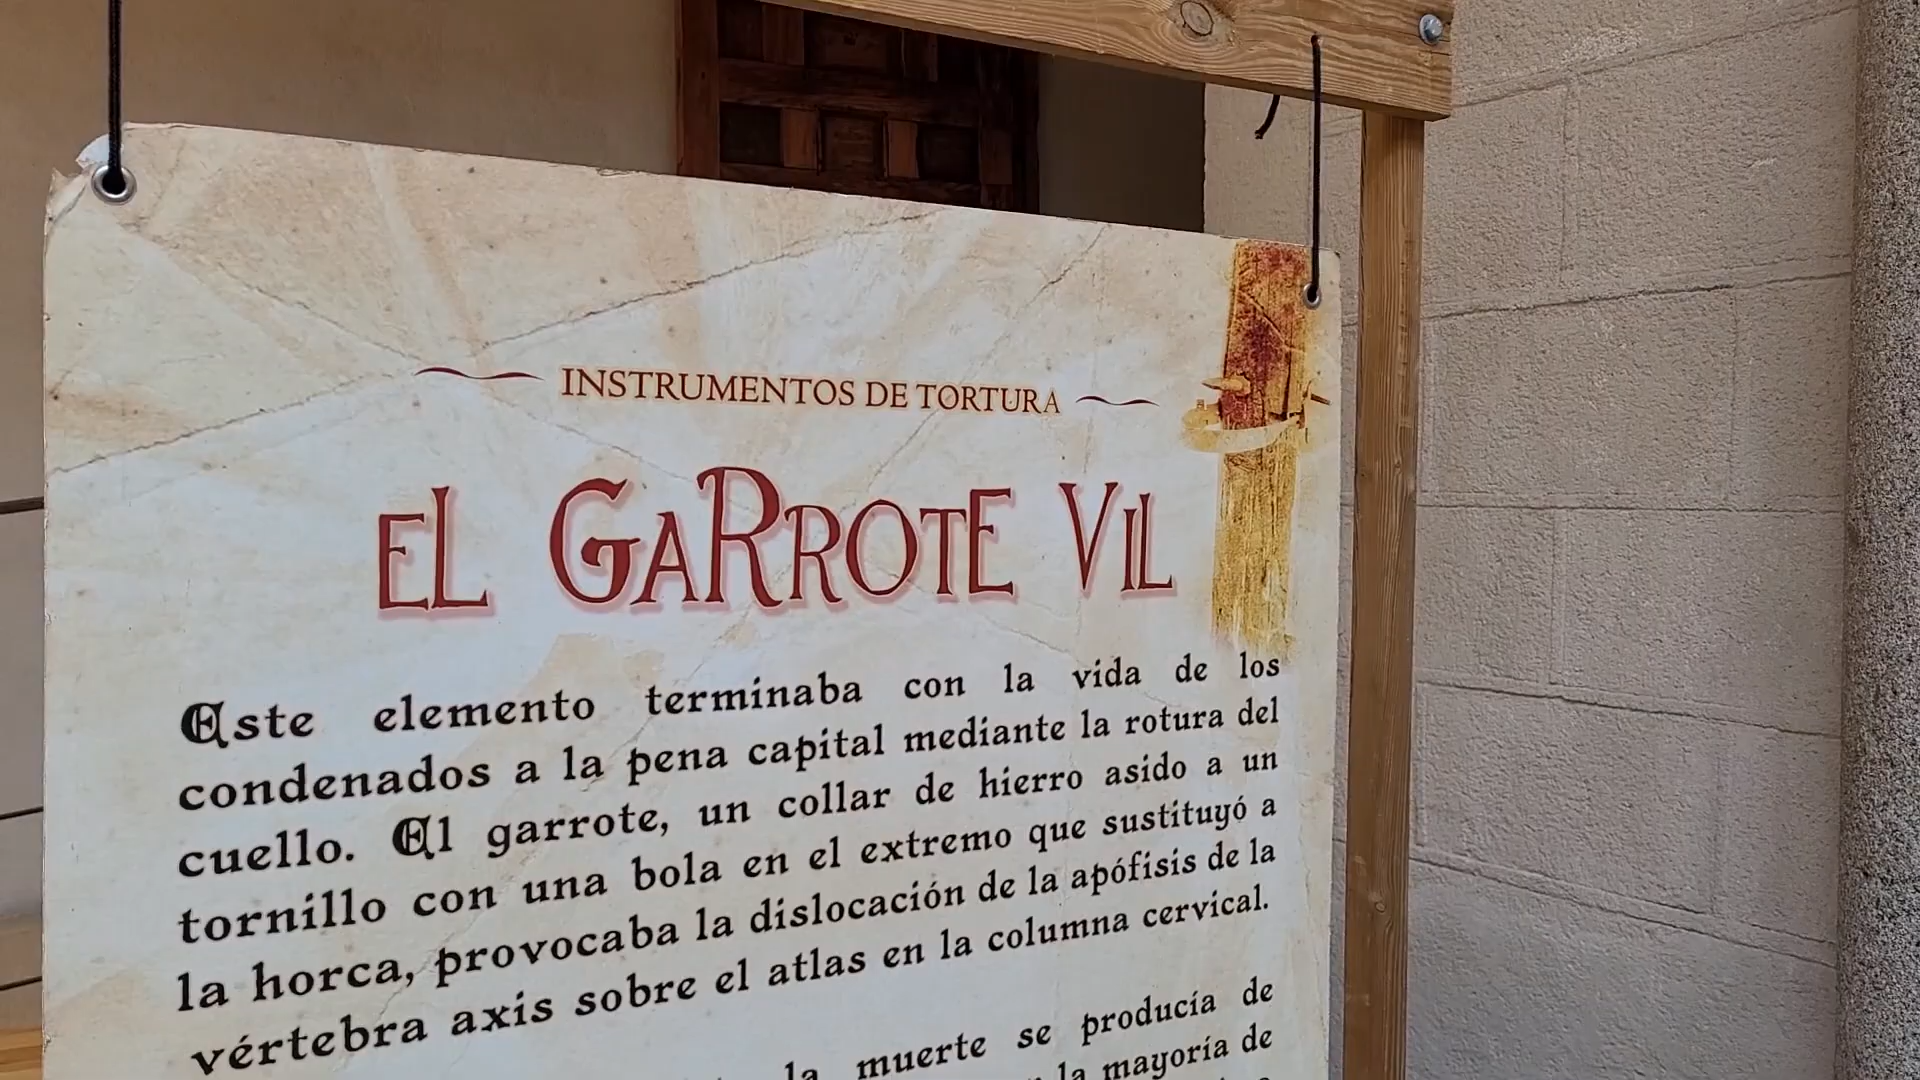 INSTRUMENTOS DE TORTURA
EL GARROTE VIL
Este elemento terminaba con la vida de los
condenados a la pena capital mediante la rotura del
cuello. El garrote, un collar de hierro asido a un
tornillo con una bola en el extremo que sustituyó a
la horca, provocaba la dislocación de la apófisis de la
vértebra axis sobre el atlas en la columna cervical.
la muerte se producía de
la mayoría de